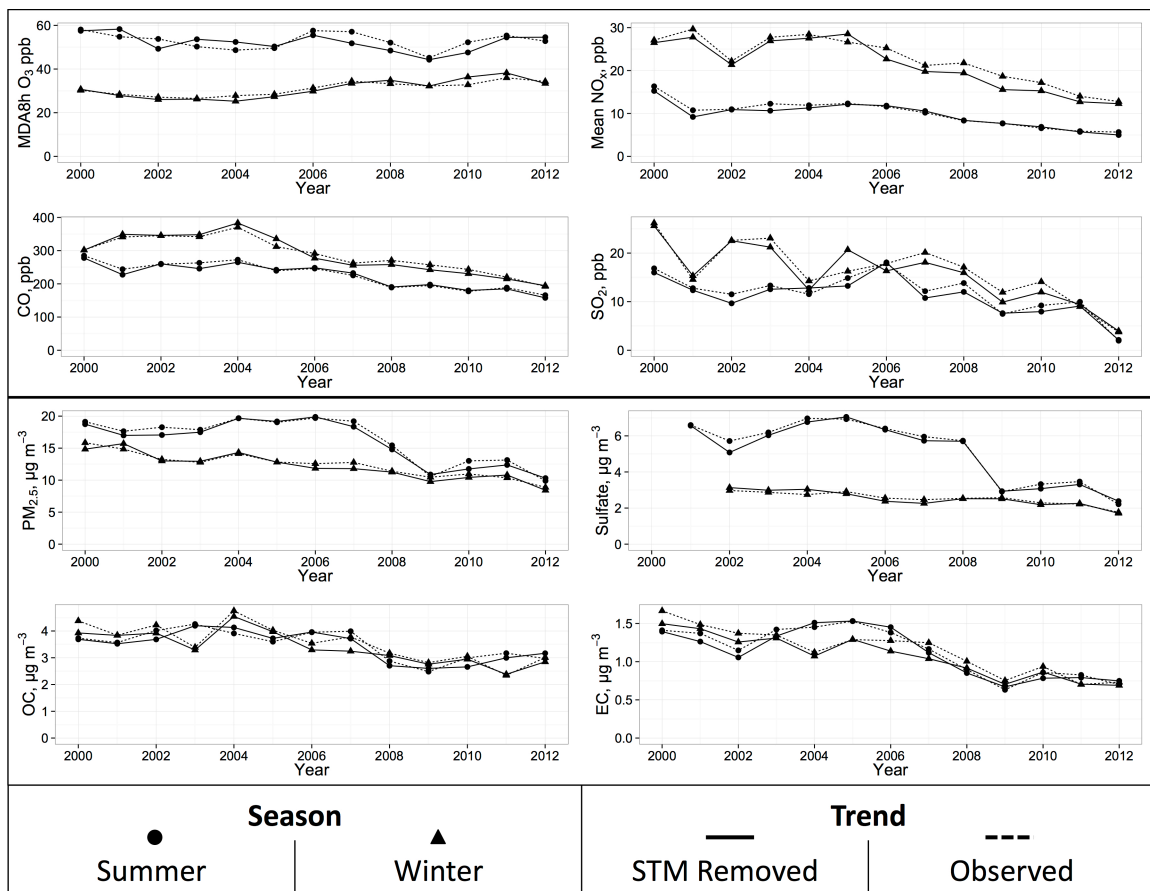 MDA8h O3 ppb
60
40
20
0
2000 2002 2004 2006 2008 2010 2012
Year
Mean NOx, ppb
30
20
10
0
2000 2002 2004 2006 2008 2010 2012
Year
CO, ppb
400
300
200
100
0
2000 2002 2004 2006 2008 2010 2012
Year
SO2, ppb
20
10
0
2000 2002 2004 2006 2008 2010 2012
Year
PM2.5, µg m−3
20
15
10
5
0
2000 2002 2004 2006 2008 2010 2012
Year
Sulfate, µg m−3
6
4
2
0
2000 2002 2004 2006 2008 2010 2012
Year
OC, µg m−3
4
3
2
1
0
2000 2002 2004 2006 2008 2010 2012
Year
EC, µg m−3
1.5
1.0
0.5
0.0
2000 2002 2004 2006 2008 2010 2012
Year
Season
Summer
Winter
Trend
STM Removed
Observed